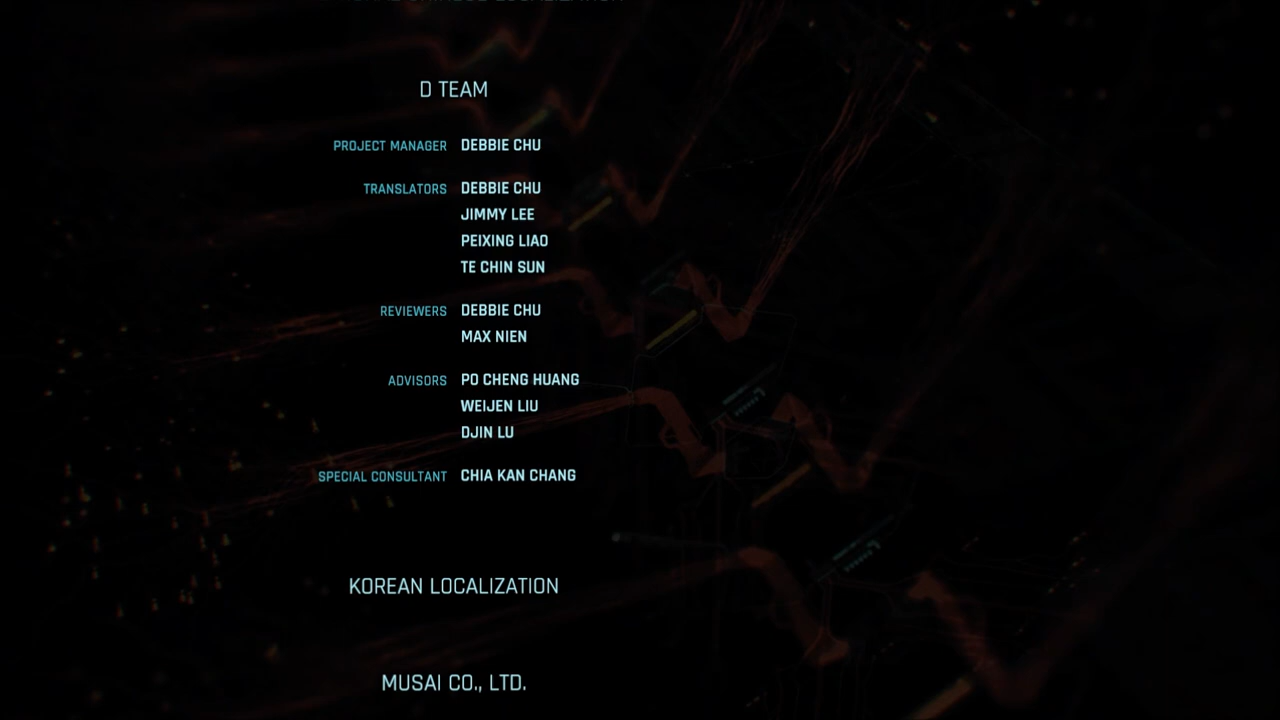 D TEAM
PROJECT MANAGER DEBBIE CHU
TRANSLATORS DEBBIE CHU
JIMMY LEE
PEIXING LIAO
TE CHIN SUN
REVIEWERS DEBBIE CHU
MAX NIEN
ADVISORS PO CHENG HUANG
WEIJEN LIU
DJIN LU
SPECIAL CONSULTANT CHIA KAN CHANG
KOREAN LOCALIZATION
MUSAI CO., LTD.